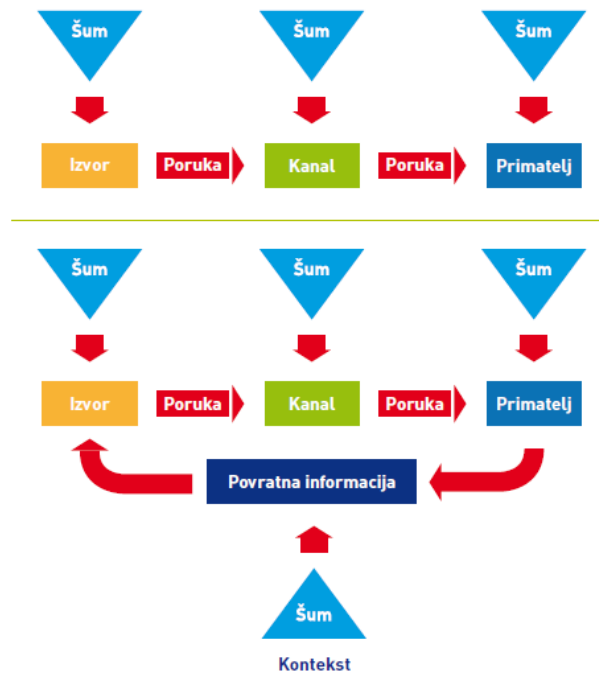 Šum Šum Šum
Izvor Poruka Kanal Poruka Primatelj
Šum Šum Šum
Izvor Poruka Kanal Poruka Primatelj
Povratna informacija
Šum
Kontekst